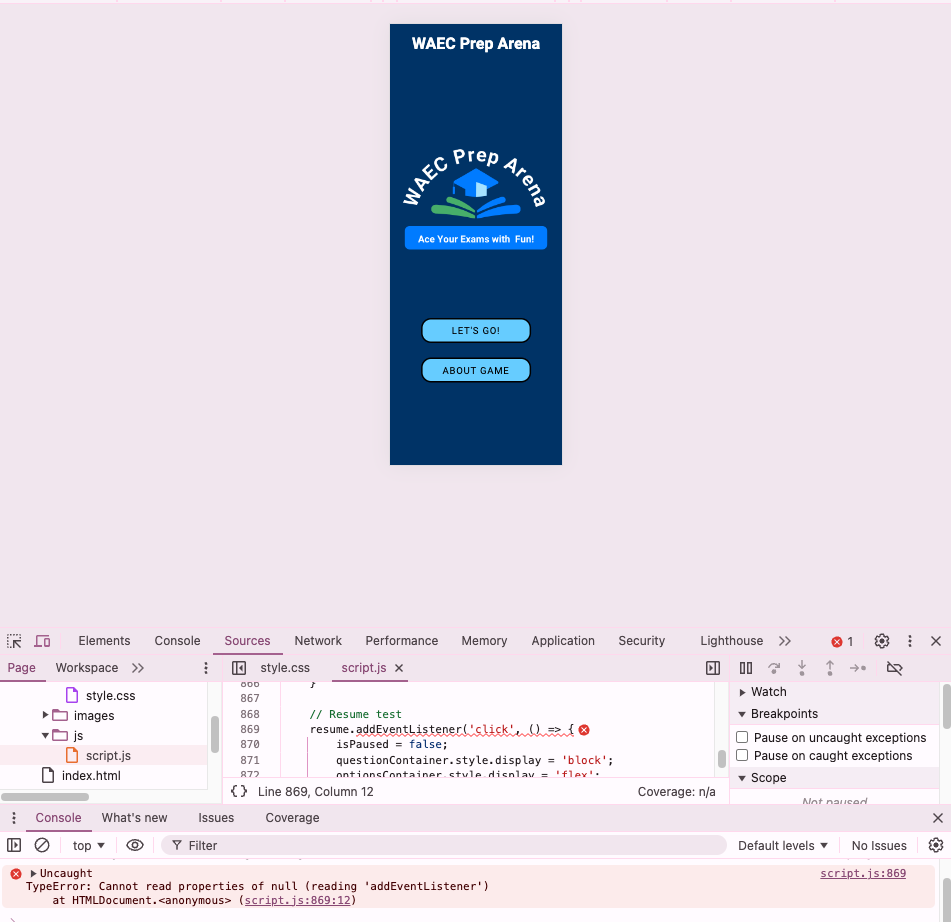 WAEC Prep Arena
WAEC Prep Arena
Ace Your Exams with Fun!
LET'S GO!
ABOUT GAME
Elements Console Sources Network Performance Memory Application Security Lighthouse 1
Page Workspace style.css script.js
style.css
images
js
script.js
index.html
866 }
867
868 // Resume test
869 resume.addEventListener('click', () => {
870 isPaused = false;
871 questionContainer.style.display = 'block';
872 optionsContainer.style.display = 'flex';
{} Line 869, Column 12 Coverage: n/a
Watch
Breakpoints
Pause on uncaught exceptions
Pause on caught exceptions
Scope
Not paused
Console What's new Issues Coverage
top Filter Default levels No Issues
Uncaught script.js:869
TypeError: Cannot read properties of null (reading 'addEventListener')
at HTMLDocument.<anonymous> (script.js:869:12)